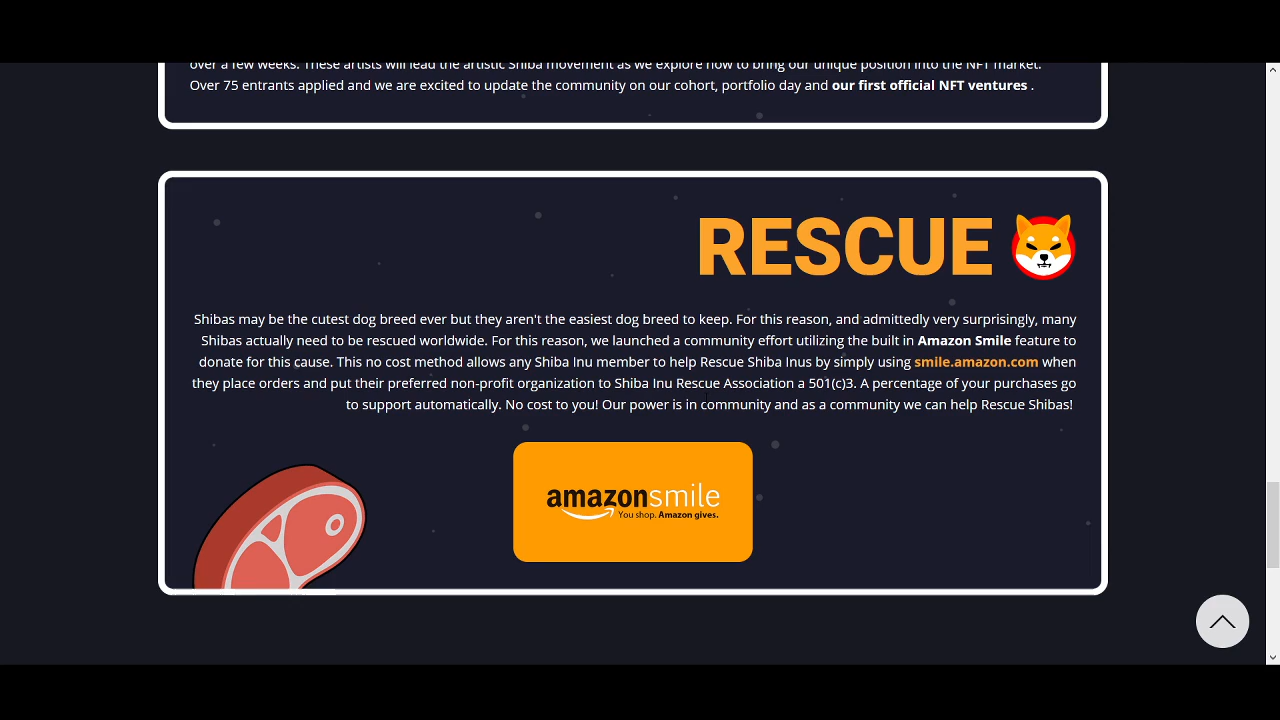 over a few weeks. These artists will lead the artistic Shiba movement as we explore how to bring our unique position into the NFT market.
Over 75 entrants applied and we are excited to update the community on our cohort, portfolio day and our first official NFT ventures .
RESCUE
Shibas may be the cutest dog breed ever but they aren't the easiest dog breed to keep. For this reason, and admittedly very surprisingly, many
Shibas actually need to be rescued worldwide. For this reason, we launched a community effort utilizing the built in Amazon Smile feature to
donate for this cause. This no cost method allows any Shiba Inu member to help Rescue Shiba Inus by simply using smile.amazon.com when
they place orders and put their preferred non-profit organization to Shiba Inu Rescue Association a 501(c)3. A percentage of your purchases go
to support automatically. No cost to you! Our power is in community and as a community we can help Rescue Shibas!
amazonsmile
You shop. Amazon gives.